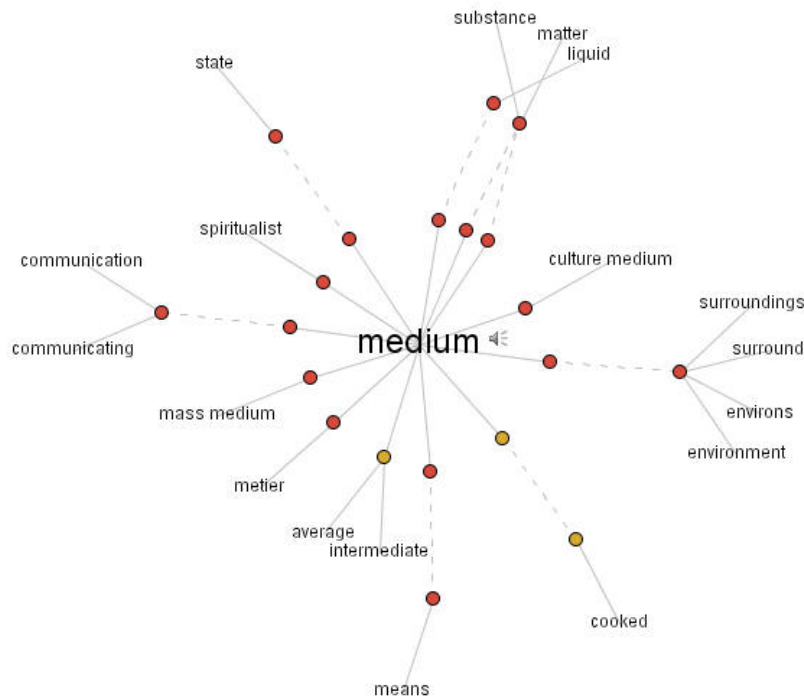 substance
matter
liquid
state
spiritualist
communication
culture medium
surroundings
medium
communicating
surround
mass medium
environs
environment
metier
average
intermediate
cooked
means